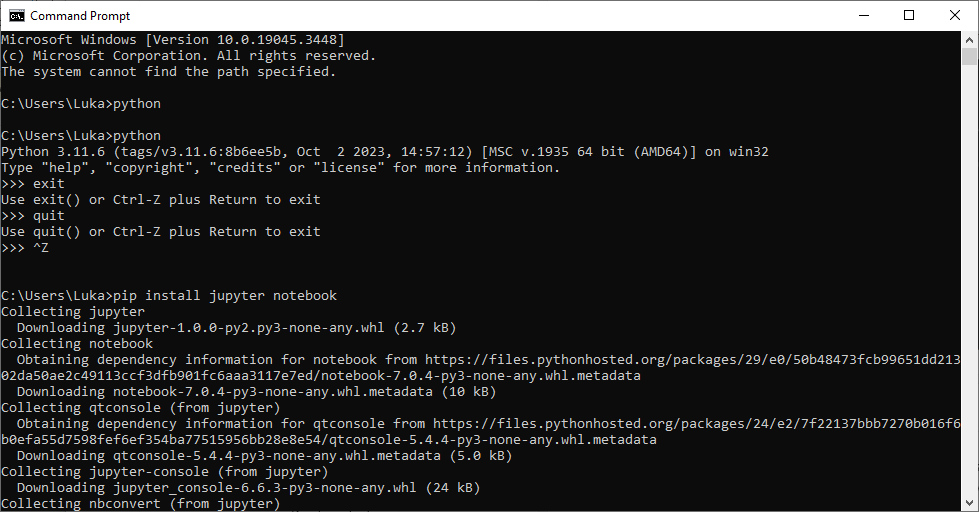 Command Prompt
Microsoft Windows [Version 10.0.19045.3448]
(c) Microsoft Corporation. All rights reserved.
The system cannot find the path specified.
C:\Users\Luka>python
C:\Users\Luka>python
Python 3.11.6 (tags/v3.11.6:8b6ee5b, Oct  2 2023, 14:57:12) [MSC v.1935 64 bit (AMD64)] on win32
Type "help", "copyright", "credits" or "license" for more information.
>>> exit
Use exit() or Ctrl-Z plus Return to exit
>>> quit
Use quit() or Ctrl-Z plus Return to exit
>>> ^Z
C:\Users\Luka>pip install jupyter notebook
Collecting jupyter
  Downloading jupyter-1.0.0-py2.py3-none-any.whl (2.7 kB)
Collecting notebook
  Obtaining dependency information for notebook from https://files.pythonhosted.org/packages/29/e0/50b48473fcb99651dd213
02da50ae2c49113ccf3dfb901fc6aaa3117e7ed/notebook-7.0.4-py3-none-any.whl.metadata
  Downloading notebook-7.0.4-py3-none-any.whl.metadata (10 kB)
Collecting qtconsole (from jupyter)
  Obtaining dependency information for qtconsole from https://files.pythonhosted.org/packages/24/e2/7f22137bbb7270b016f6
b0efa55d7598fef6ef354ba77515956bb28e8e54/qtconsole-5.4.4-py3-none-any.whl.metadata
  Downloading qtconsole-5.4.4-py3-none-any.whl.metadata (5.0 kB)
Collecting jupyter-console (from jupyter)
  Downloading jupyter_console-6.6.3-py3-none-any.whl (24 kB)
Collecting nbconvert (from jupyter)